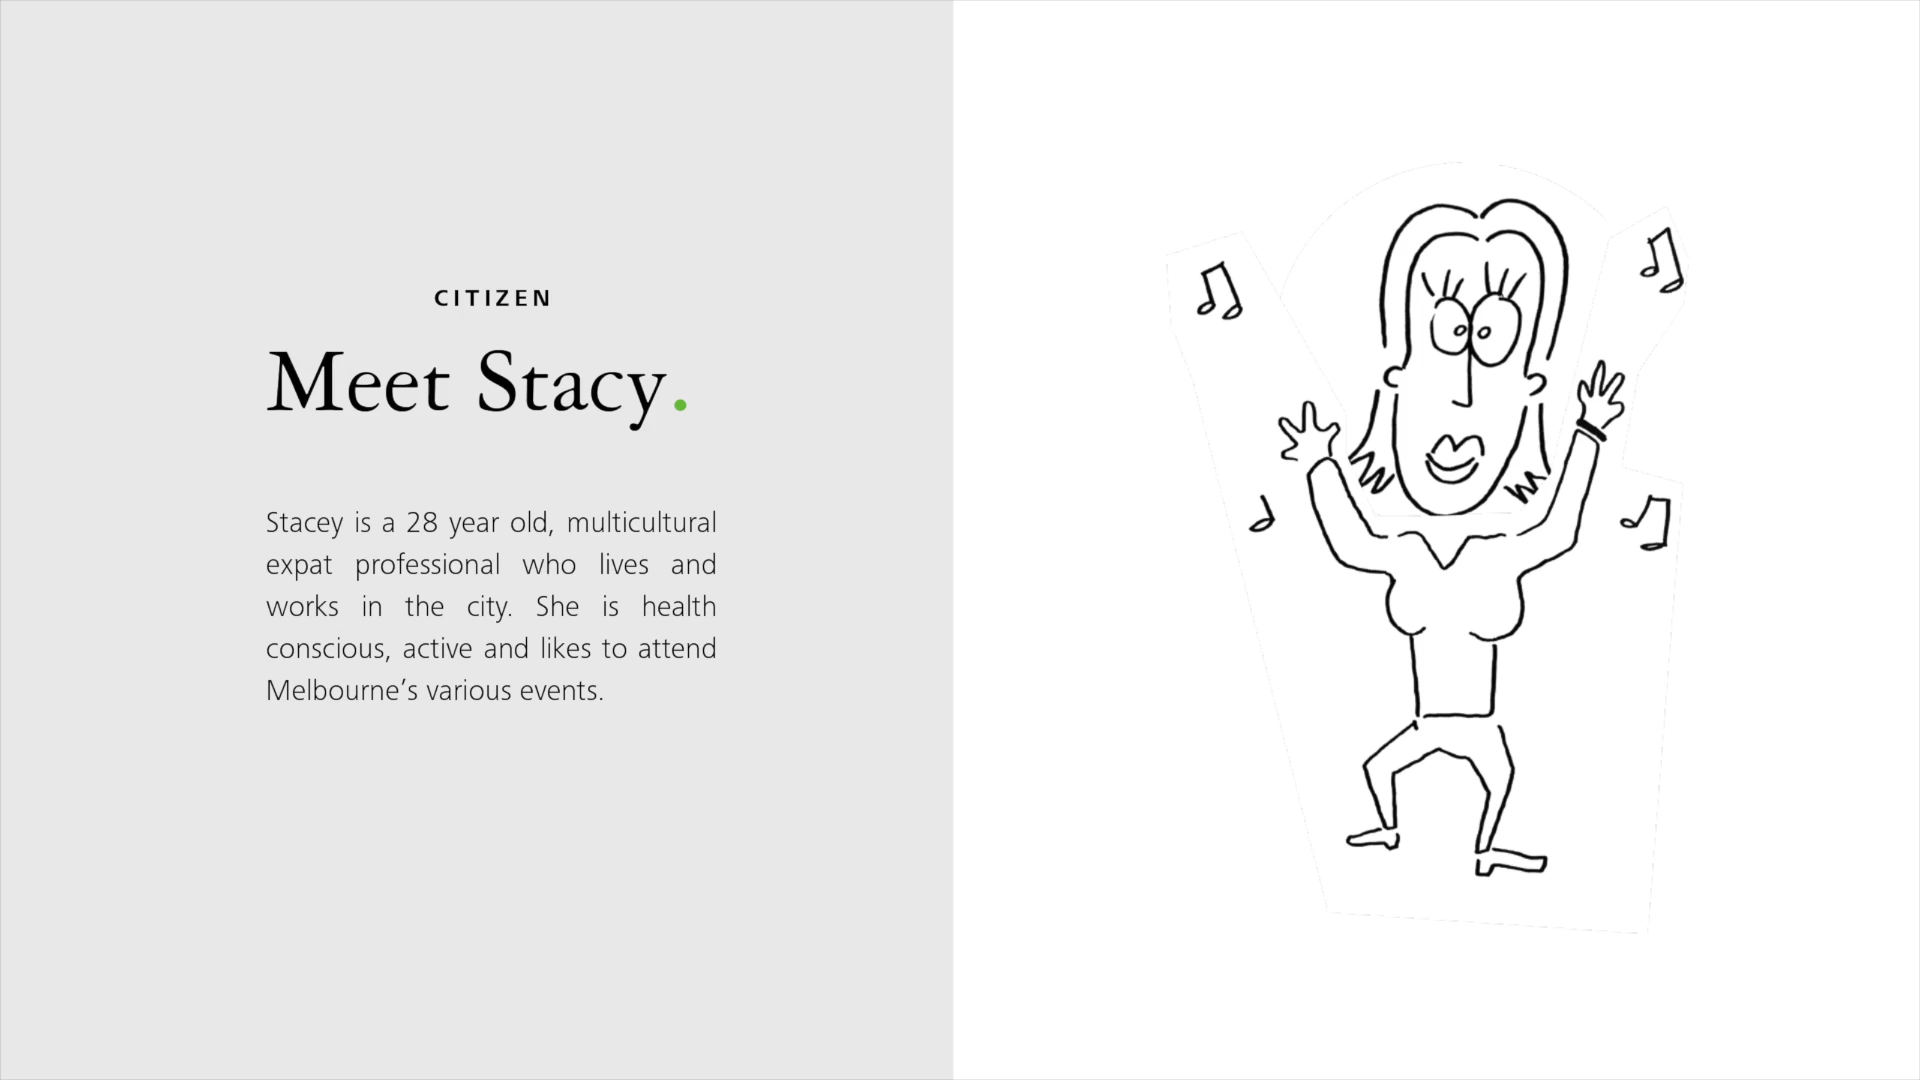 CITIZEN
Meet Stacy.
Stacey is a 28 year old, multicultural
expat professional who lives and
works in the city. She is health
conscious, active and likes to attend
Melbourne’s various events.